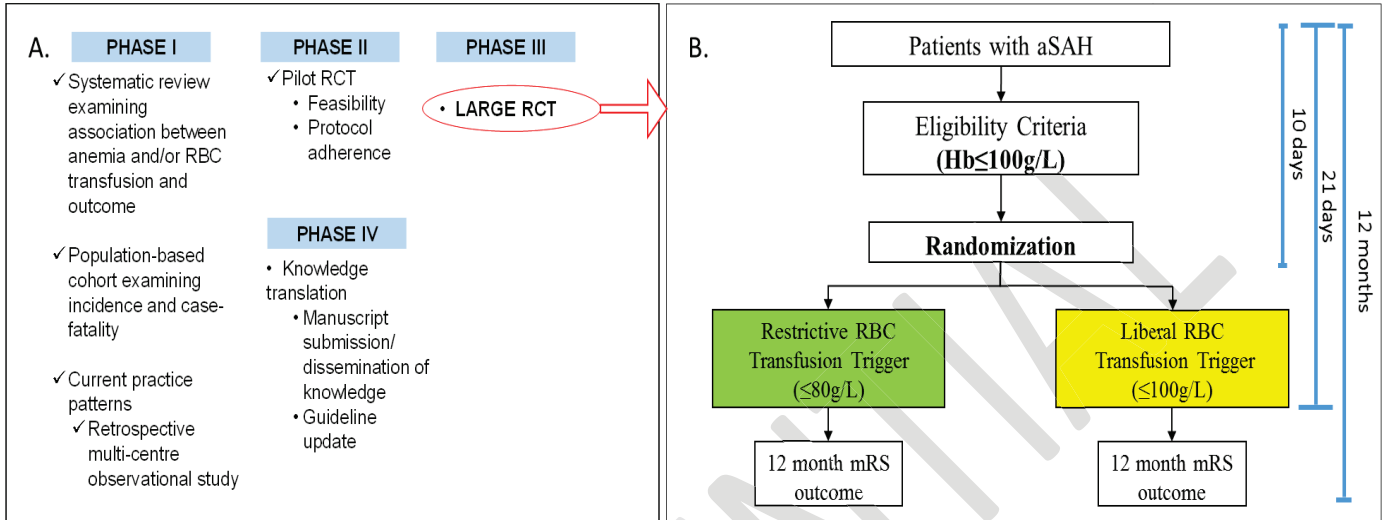 A.
PHASE I
✓Systematic review
examining
association between
anemia and/or RBC
transfusion and
outcome
✓Population-based
cohort examining
incidence and case-
fatality
✓Current practice
patterns
✓Retrospective
multi-centre
observational study
PHASE II
✓Pilot RCT
• Feasibility
• Protocol
adherence
PHASE III
• LARGE RCT
PHASE IV
• Knowledge
translation
•Manuscript
submission/
dissemination of
knowledge
•Guideline
update
B.
Patients with aSAH
Eligibility Criteria
(Hb≤100g/L)
Randomization
Restrictive RBC
Transfusion Trigger
(≤80g/L)
Liberal RBC
Transfusion Trigger
(≤100g/L)
12 month mRS
outcome
12 month mRS
outcome
10 days
21 days
12 months
NTIAL